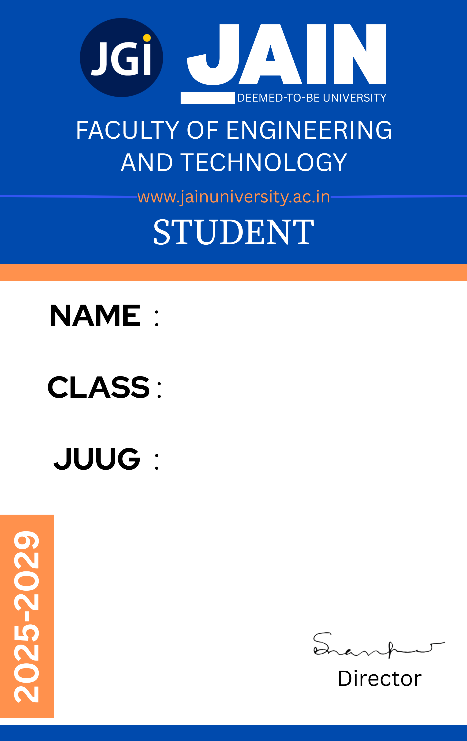 JGi JAIN
DEEMED-TO-BE UNIVERSITY
FACULTY OF ENGINEERING
AND TECHNOLOGY
www.jainuniversity.ac.in
STUDENT
NAME :
CLASS :
JUUG :
2025-2029
Director